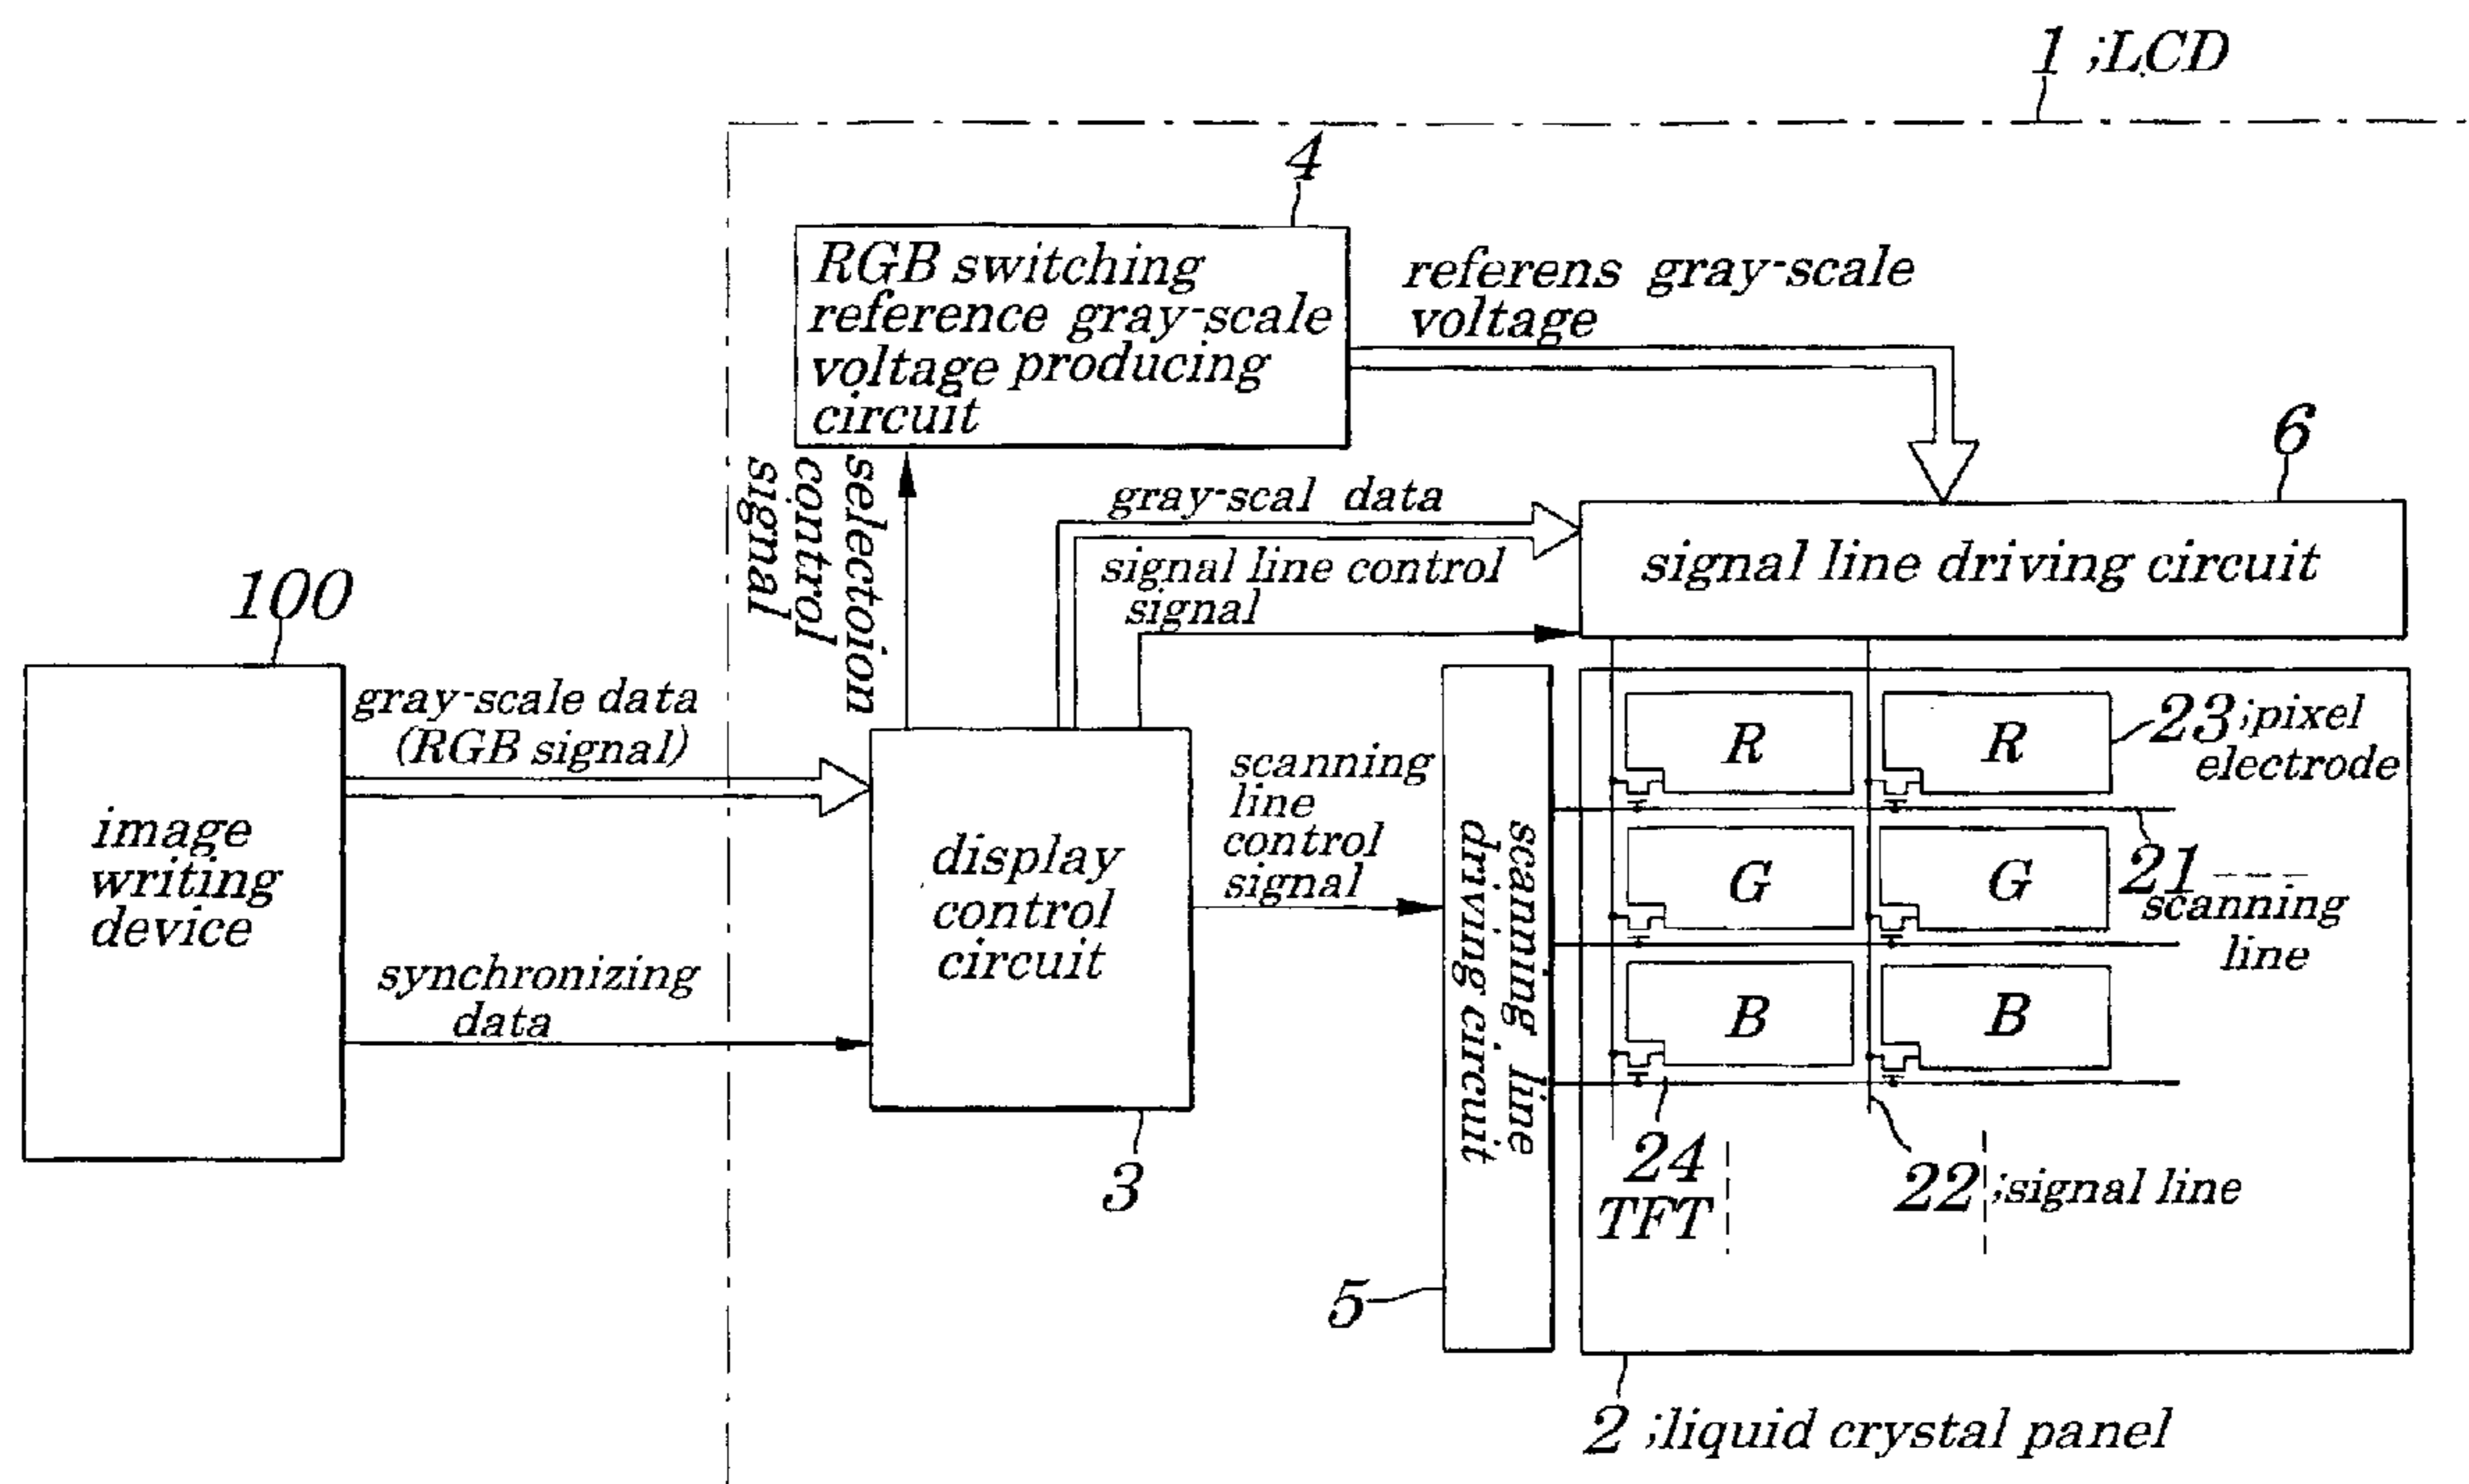 1 ;LCD
4
RGB switching
reference gray-scale
voltage producing
circuit
referens gray-scale
voltage
6
selectoion
control
signal
gray-scal data
signal line control
signal
signal line driving circuit
100
image
writing
device
gray-scale data
(RGB signal)
synchronizing
data
display
control
circuit
3
scanning
line
control
signal
scanning line
driving circuit
5
R
R
23 ;pixel
electrode
G
G
21
scanning
line
B
B
24
TFT
22 ;signal line
2 ;liquid crystal panel